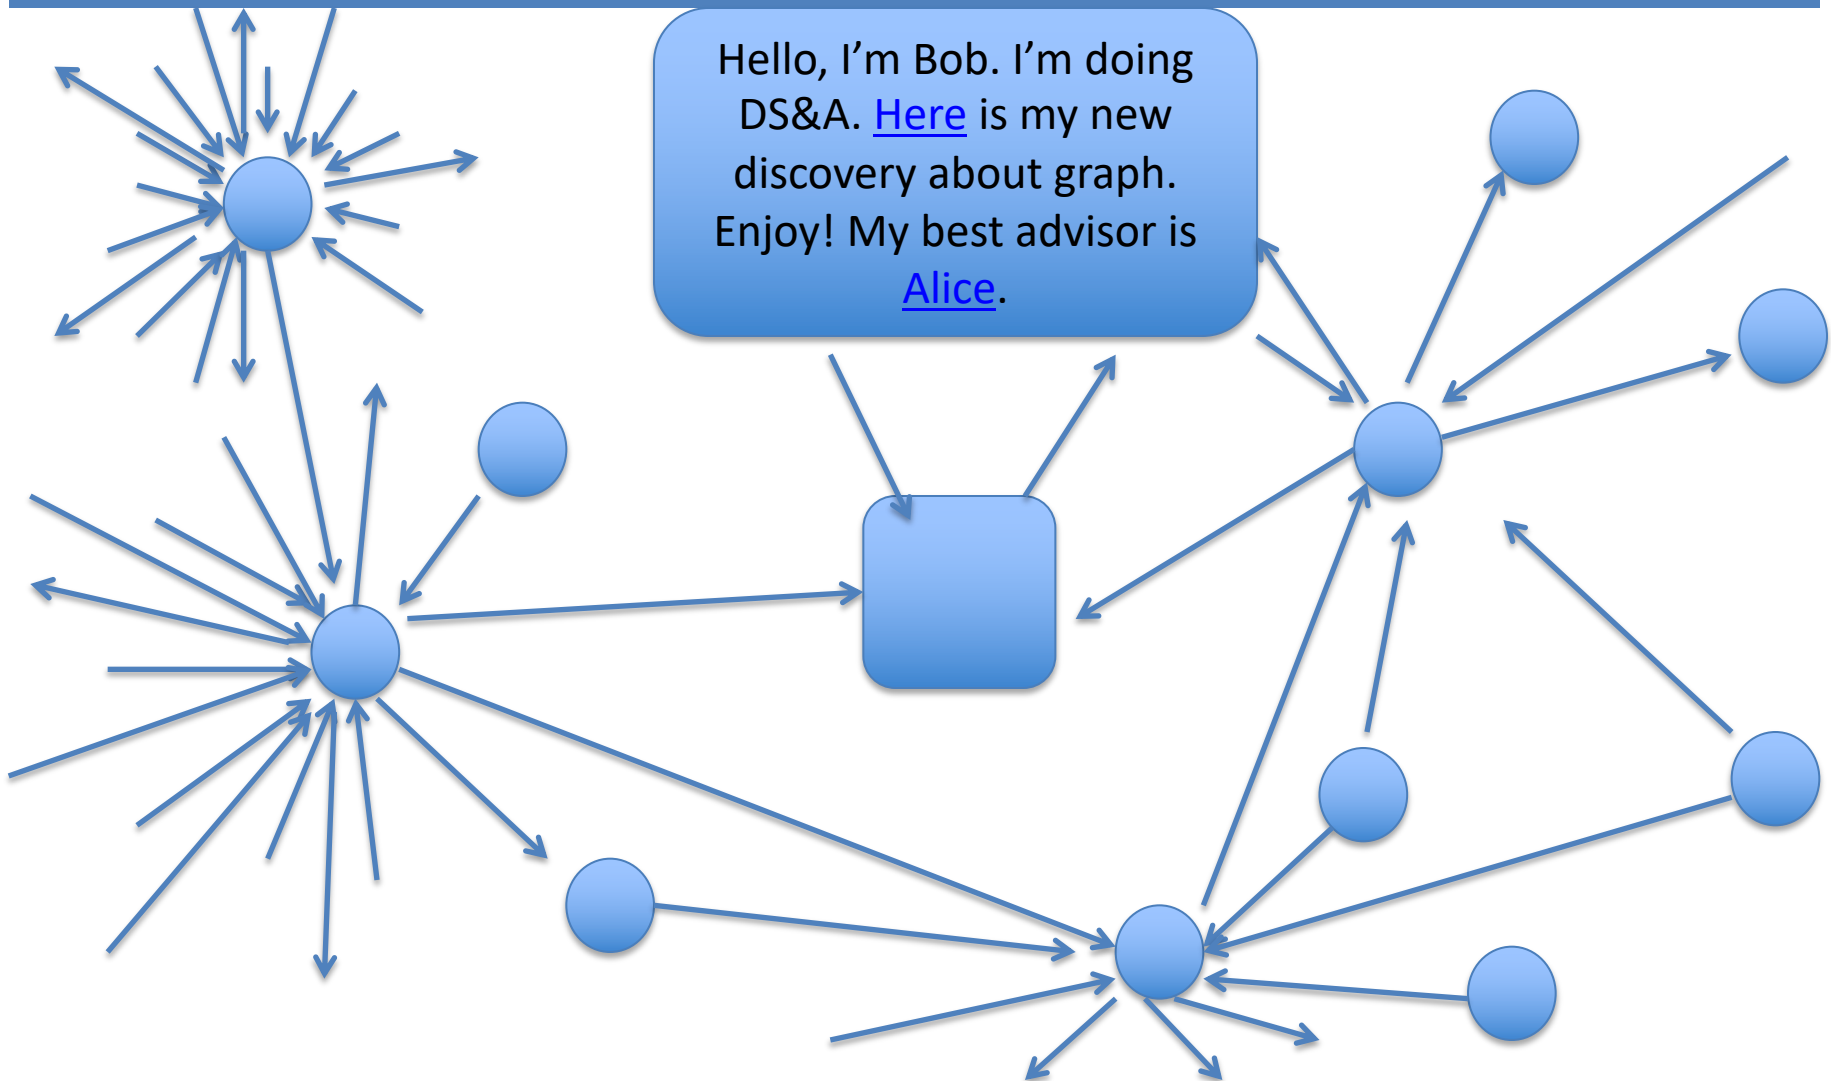 Hello, I’m Bob. I’m doing
DS&A. Here is my new
discovery about graph.
Enjoy! My best advisor is
Alice.